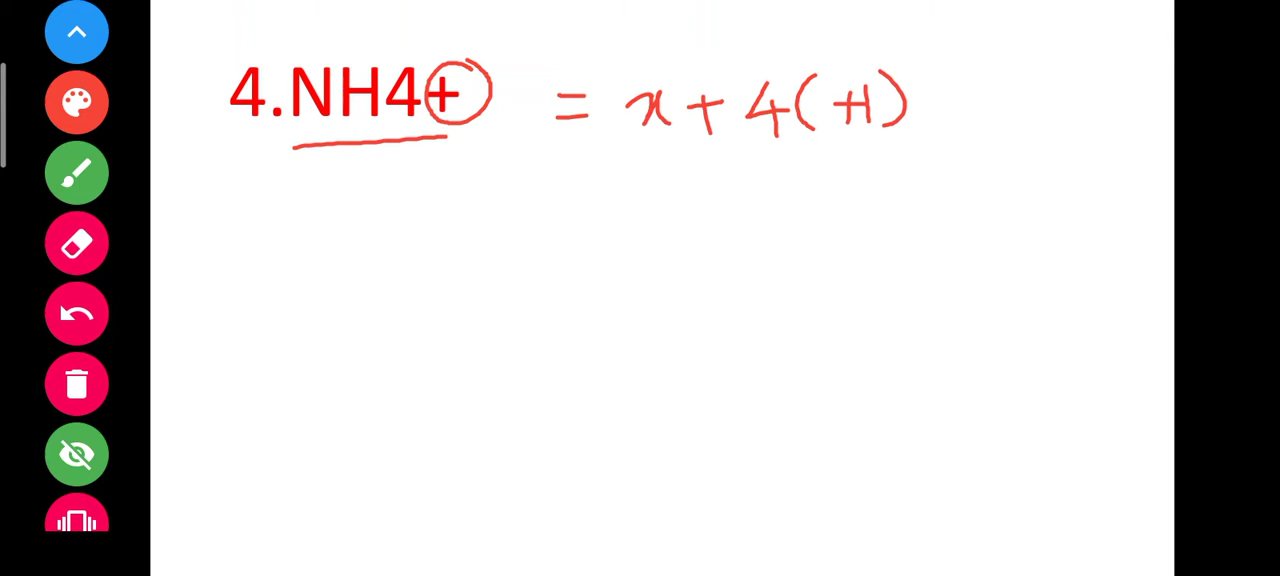 4.NH4+ = x + 4(+1)